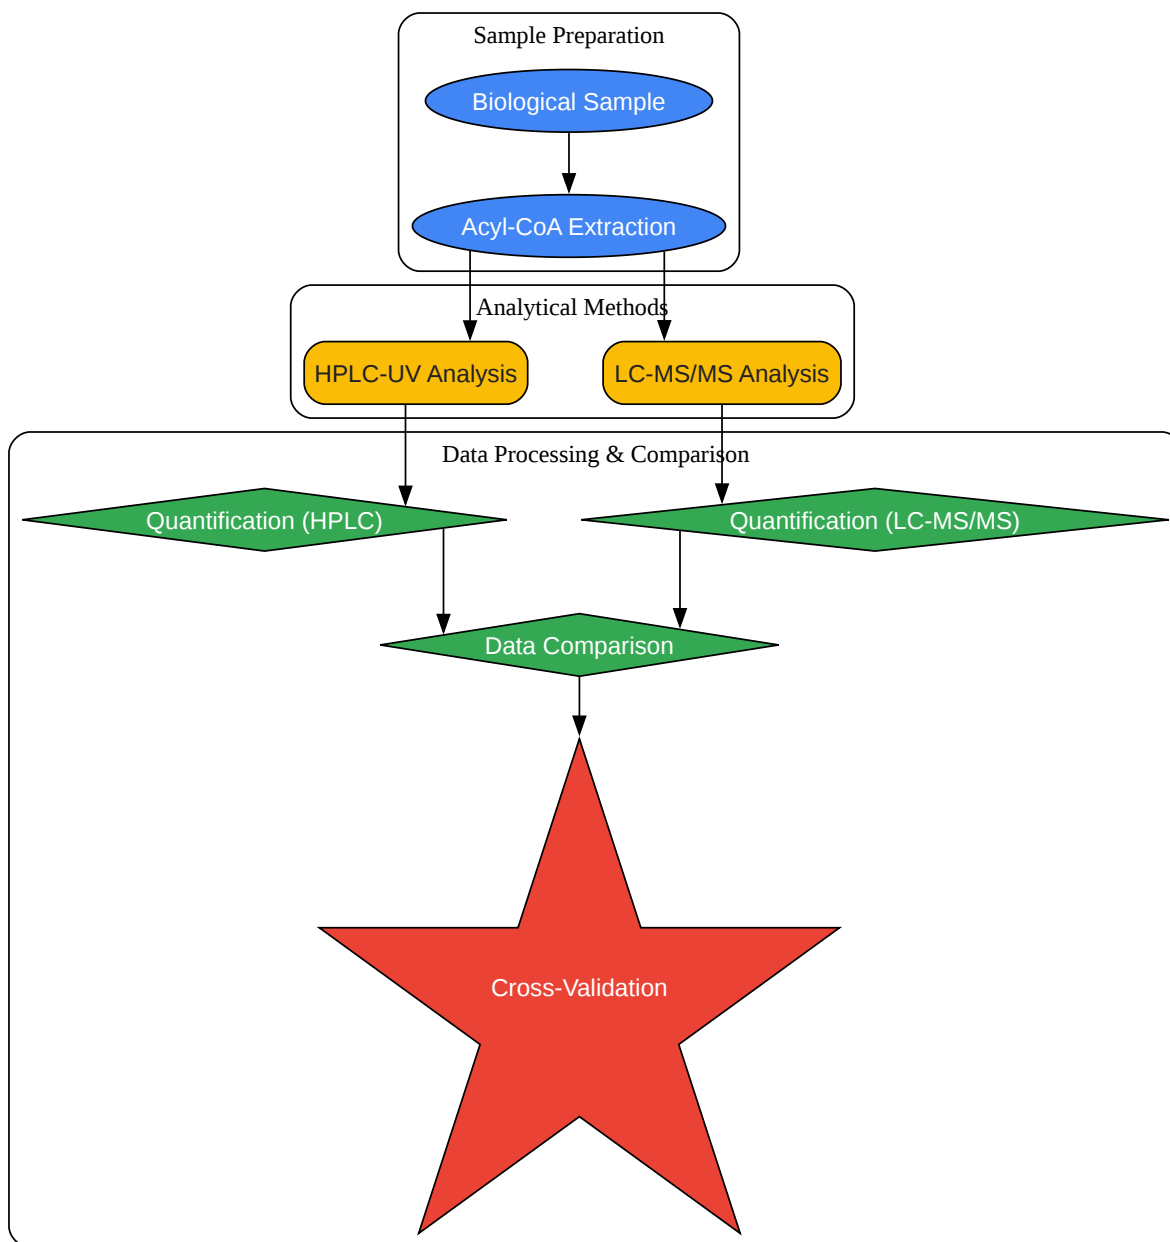 Sample Preparation
Biological Sample
Acyl-CoA Extraction
Analytical Methods
HPLC-UV Analysis
LC-MS/MS Analysis
Data Processing & Comparison
Quantification (HPLC)
Quantification (LC-MS/MS)
Data Comparison
Cross-Validation